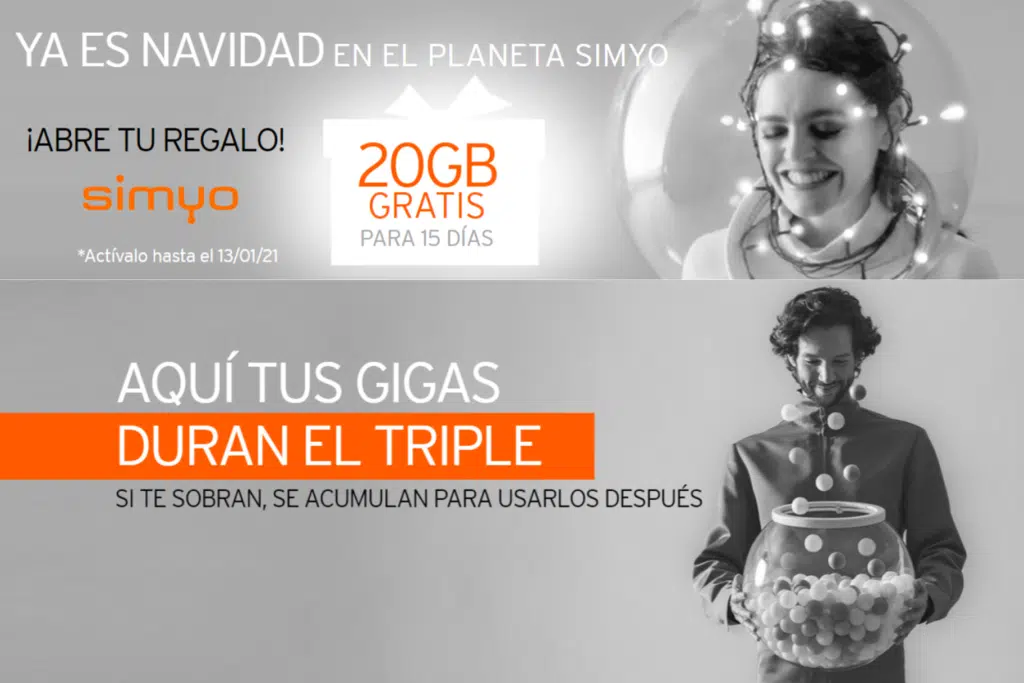 YA ES NAVIDAD EN EL PLANETA SIMYO
¡ABRE TU REGALO!
simyo
*Actívalo hasta el 13/01/21
20GB
GRATIS
PARA 15 DÍAS
AQUÍ TUS GIGAS
DURAN EL TRIPLE
SI TE SOBRAN, SE ACUMULAN PARA USARLOS DESPUÉS